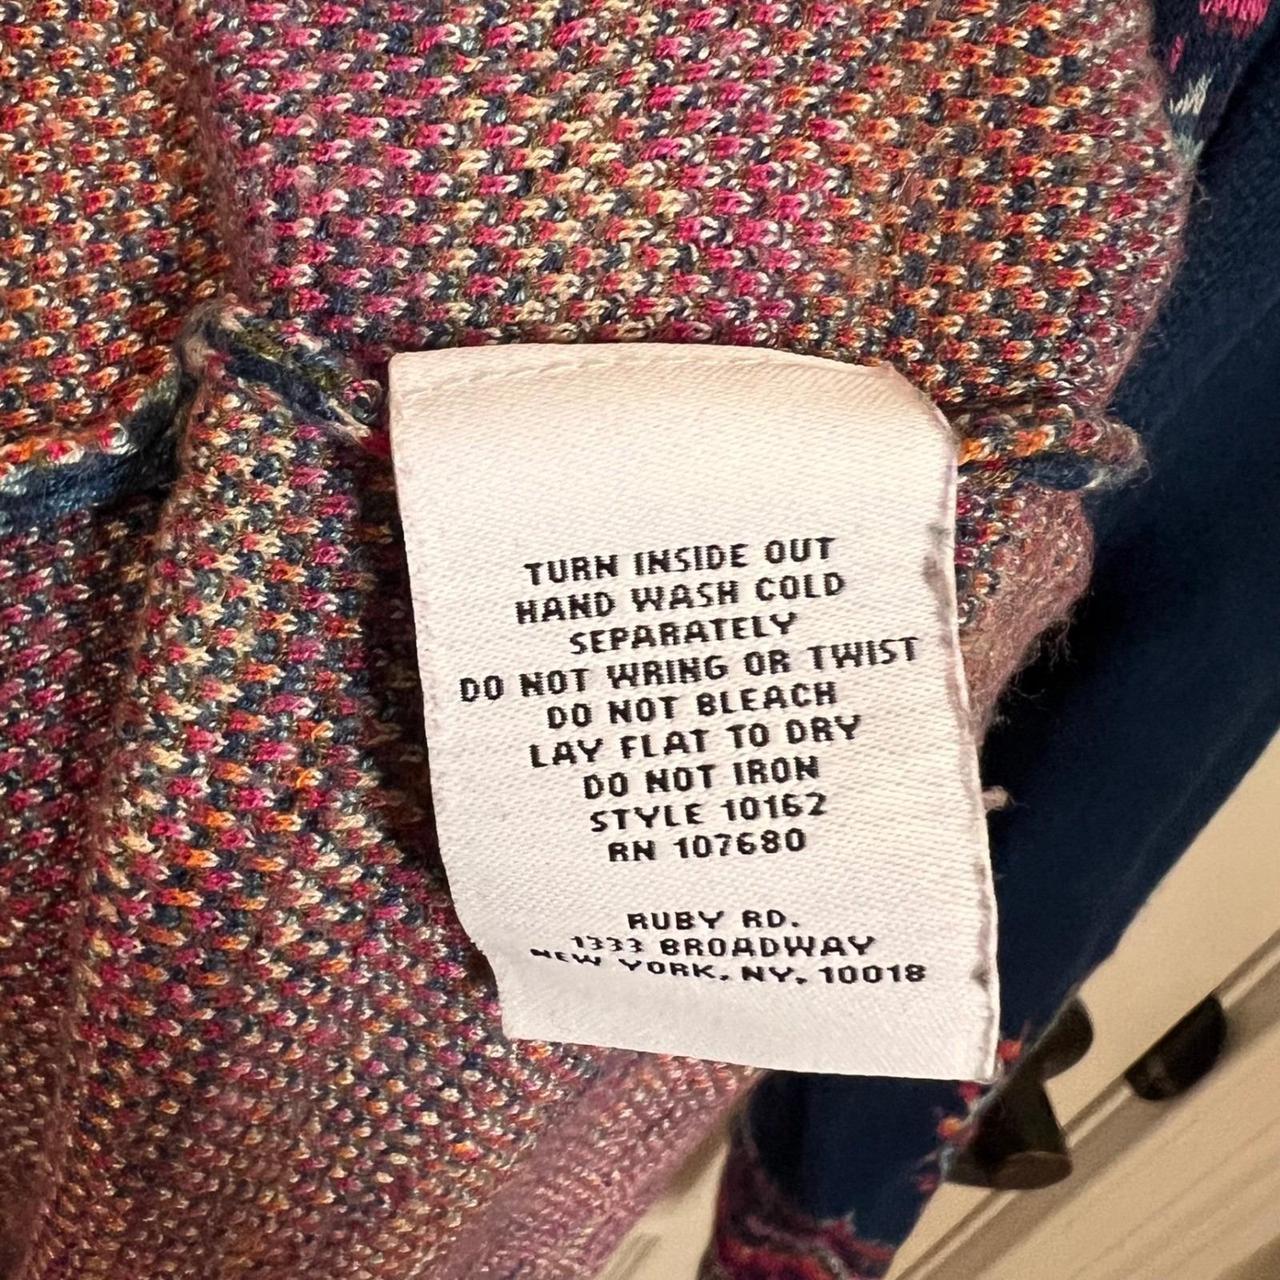 TURN INSIDE OUT
HAND WASH COLD
SEPARATELY
DO NOT WRING OR TWIST
DO NOT BLEACH
LAY FLAT TO DRY
DO NOT IRON
STYLE 10162
RN 107680
RUBY RD.
1333 BROADWAY
NEW YORK, NY, 10018